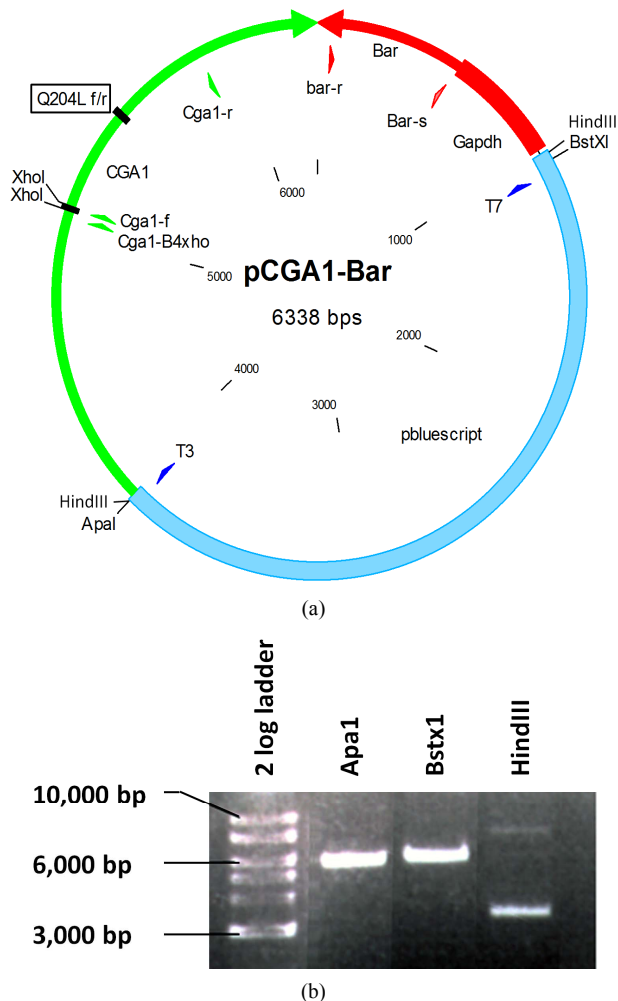 Bar
bar-r
Bar-s
Gapdh
HindIII
BstXI
T7
Q204L f/r
Cga1-r
CGA1
XhoI
XhoI
Cga1-f
Cga1-B4xho
6000
1000
5000
pCGA1-Bar
6338 bps
2000
4000
3000
pbluescript
T3
HindIII
ApaI
(a)
2 log ladder
Apa1
Bstx1
HindIII
10,000 bp
6,000 bp
3,000 bp
(b)